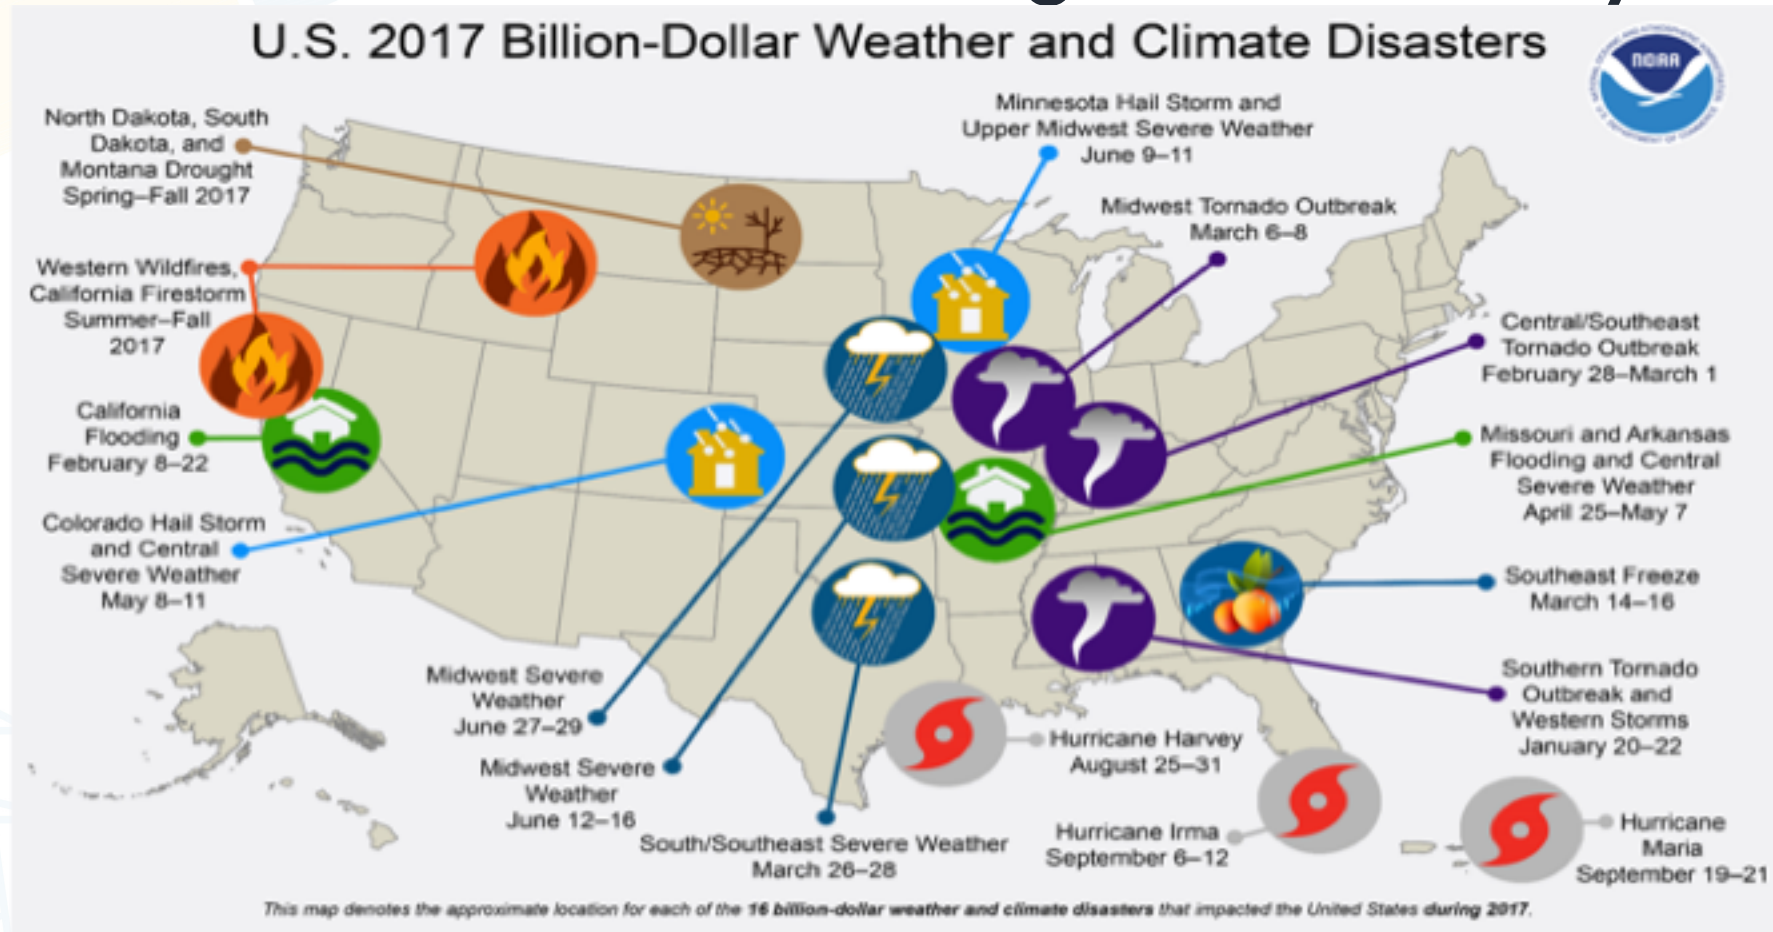 U.S. 2017 Billion-Dollar Weather and Climate Disasters
NOAA
North Dakota, South
Dakota, and
Montana Drought
Spring–Fall 2017
Minnesota Hail Storm and
Upper Midwest Severe Weather
June 9–11
Midwest Tornado Outbreak
March 6–8
Western Wildfires,
California Firestorm
Summer–Fall
2017
Central/Southeast
Tornado Outbreak
February 28–March 1
California
Flooding
February 8–22
Missouri and Arkansas
Flooding and Central
Severe Weather
April 25–May 7
Colorado Hail Storm
and Central
Severe Weather
May 8–11
Southeast Freeze
March 14–16
Southern Tornado
Outbreak and
Western Storms
January 20–22
Midwest Severe
Weather
June 27–29
Midwest Severe
Weather
June 12–16
South/Southeast Severe Weather
March 26–28
Hurricane Harvey
August 25–31
Hurricane Irma
September 6–12
Hurricane
Maria
September 19–21
This map denotes the approximate location for each of the 16 billion-dollar weather and climate disasters that impacted the United States during 2017.